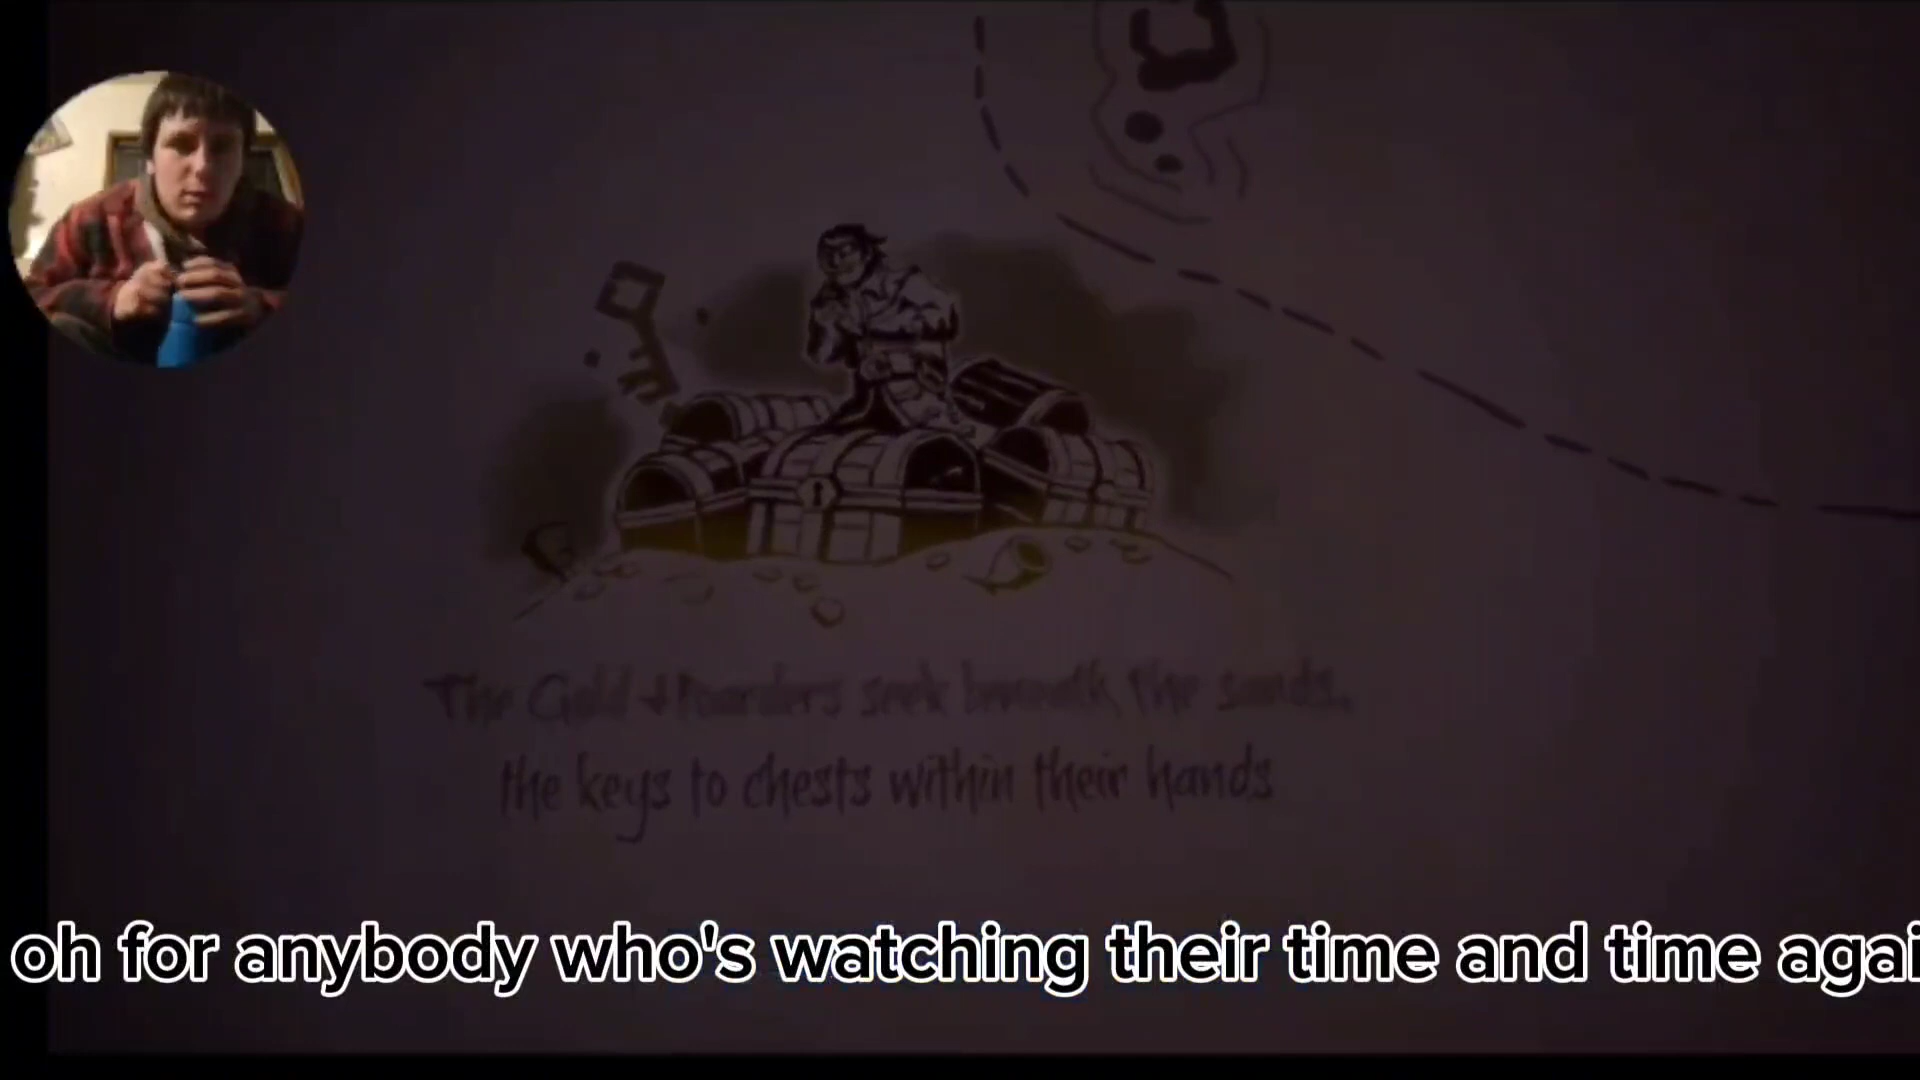 The Gold Hoarders seek beneath the sands,
the keys to chests within their hands
oh for anybody who's watching their time and time agai